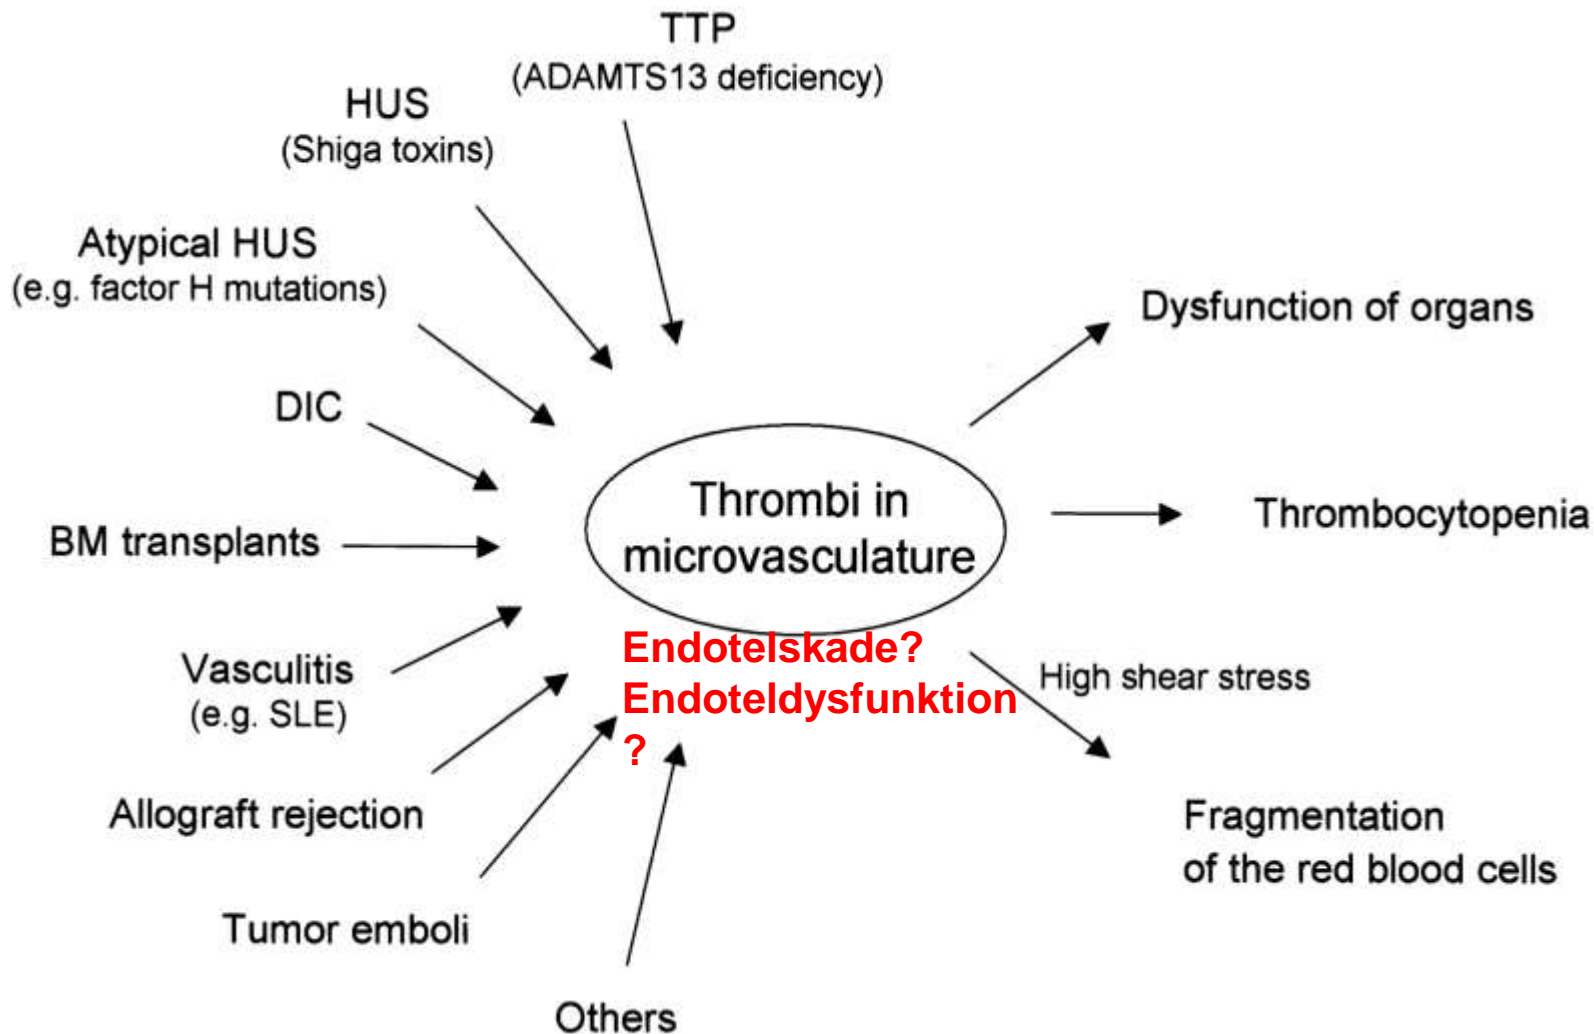 TTP
(ADAMTS13 deficiency)
HUS
(Shiga toxins)
Atypical HUS
(e.g. factor H mutations)
DIC
BM transplants
Vasculitis
(e.g. SLE)
Allograft rejection
Tumor emboli
Others
Thrombi in
microvasculature
Endotelskade?
Endoteldysfunktion
?
Dysfunction of organs
Thrombocytopenia
High shear stress
Fragmentation
of the red blood cells